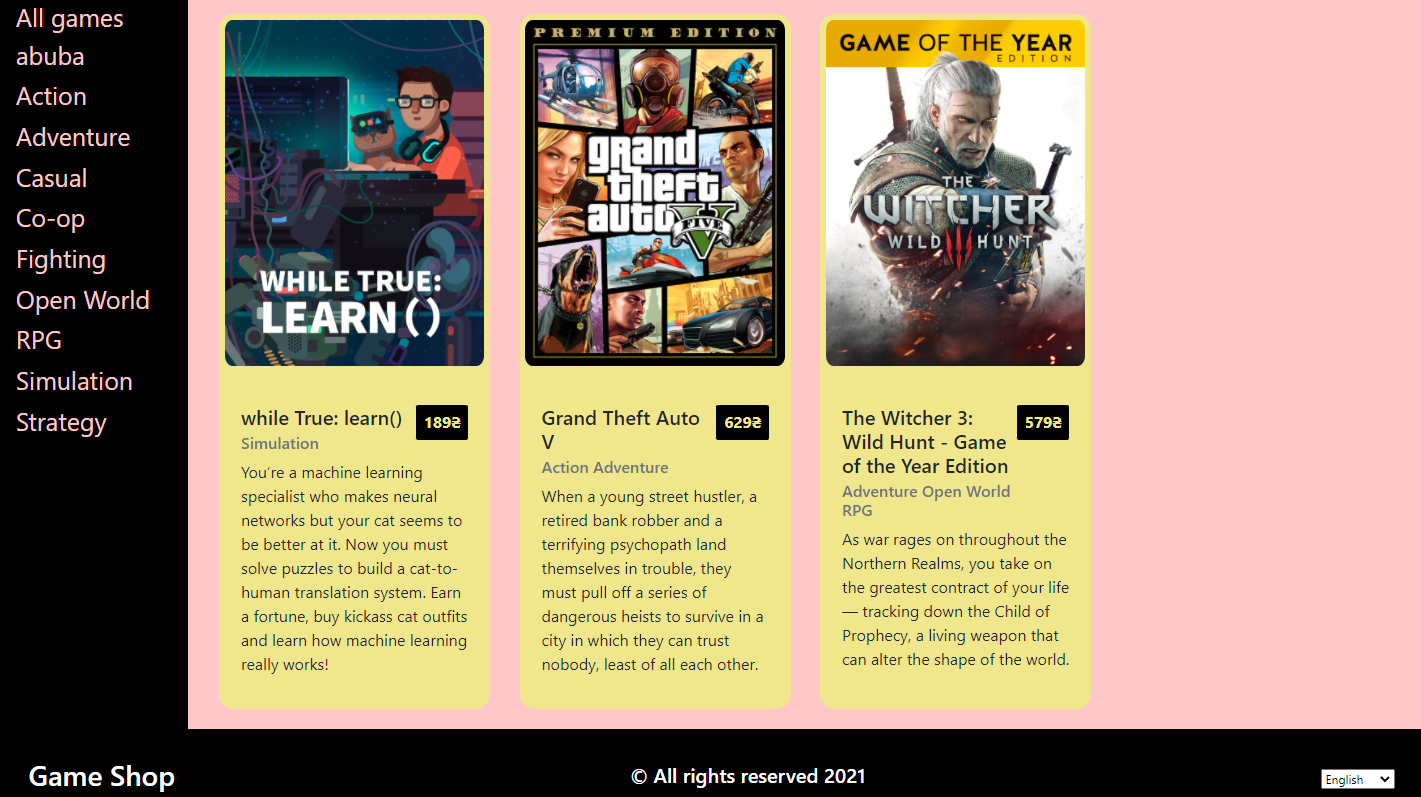 All games
abuba
Action
Adventure
Casual
Co-op
Fighting
Open World
RPG
Simulation
Strategy
WHILE TRUE:
LEARN()
while True: learn()
189₴
Simulation
You're a machine learning
specialist who makes neural
networks but your cat seems to
be better at it. Now you must
solve puzzles to build a cat-to-
human translation system. Earn
a fortune, buy kickass cat outfits
and learn how machine learning
really works!
PREMIUM EDITION
grand
theft
auto V
FIVE
Grand Theft Auto
V
629₴
Action Adventure
When a young street hustler, a
retired bank robber and a
terrifying psychopath land
themselves in trouble, they
must pull off a series of
dangerous heists to survive in a
city in which they can trust
nobody, least of all each other.
GAME OF THE YEAR
EDITION
THE
WITCHER
WILD HUNT
The Witcher 3:
Wild Hunt - Game
of the Year Edition
579₴
Adventure Open World
RPG
As war rages on throughout the
Northern Realms, you take on
the greatest contract of your life
— tracking down the Child of
Prophecy, a living weapon that
can alter the shape of the world.
Game Shop
© All rights reserved 2021
English